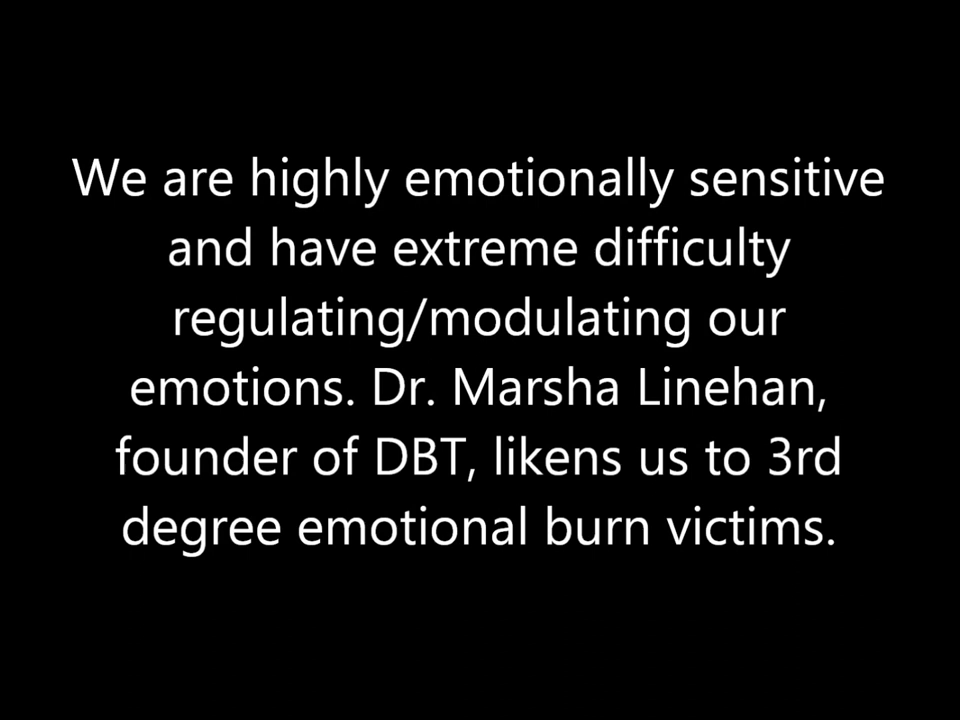 We are highly emotionally sensitive
and have extreme difficulty
regulating/modulating our
emotions. Dr. Marsha Linehan,
founder of DBT, likens us to 3rd
degree emotional burn victims.